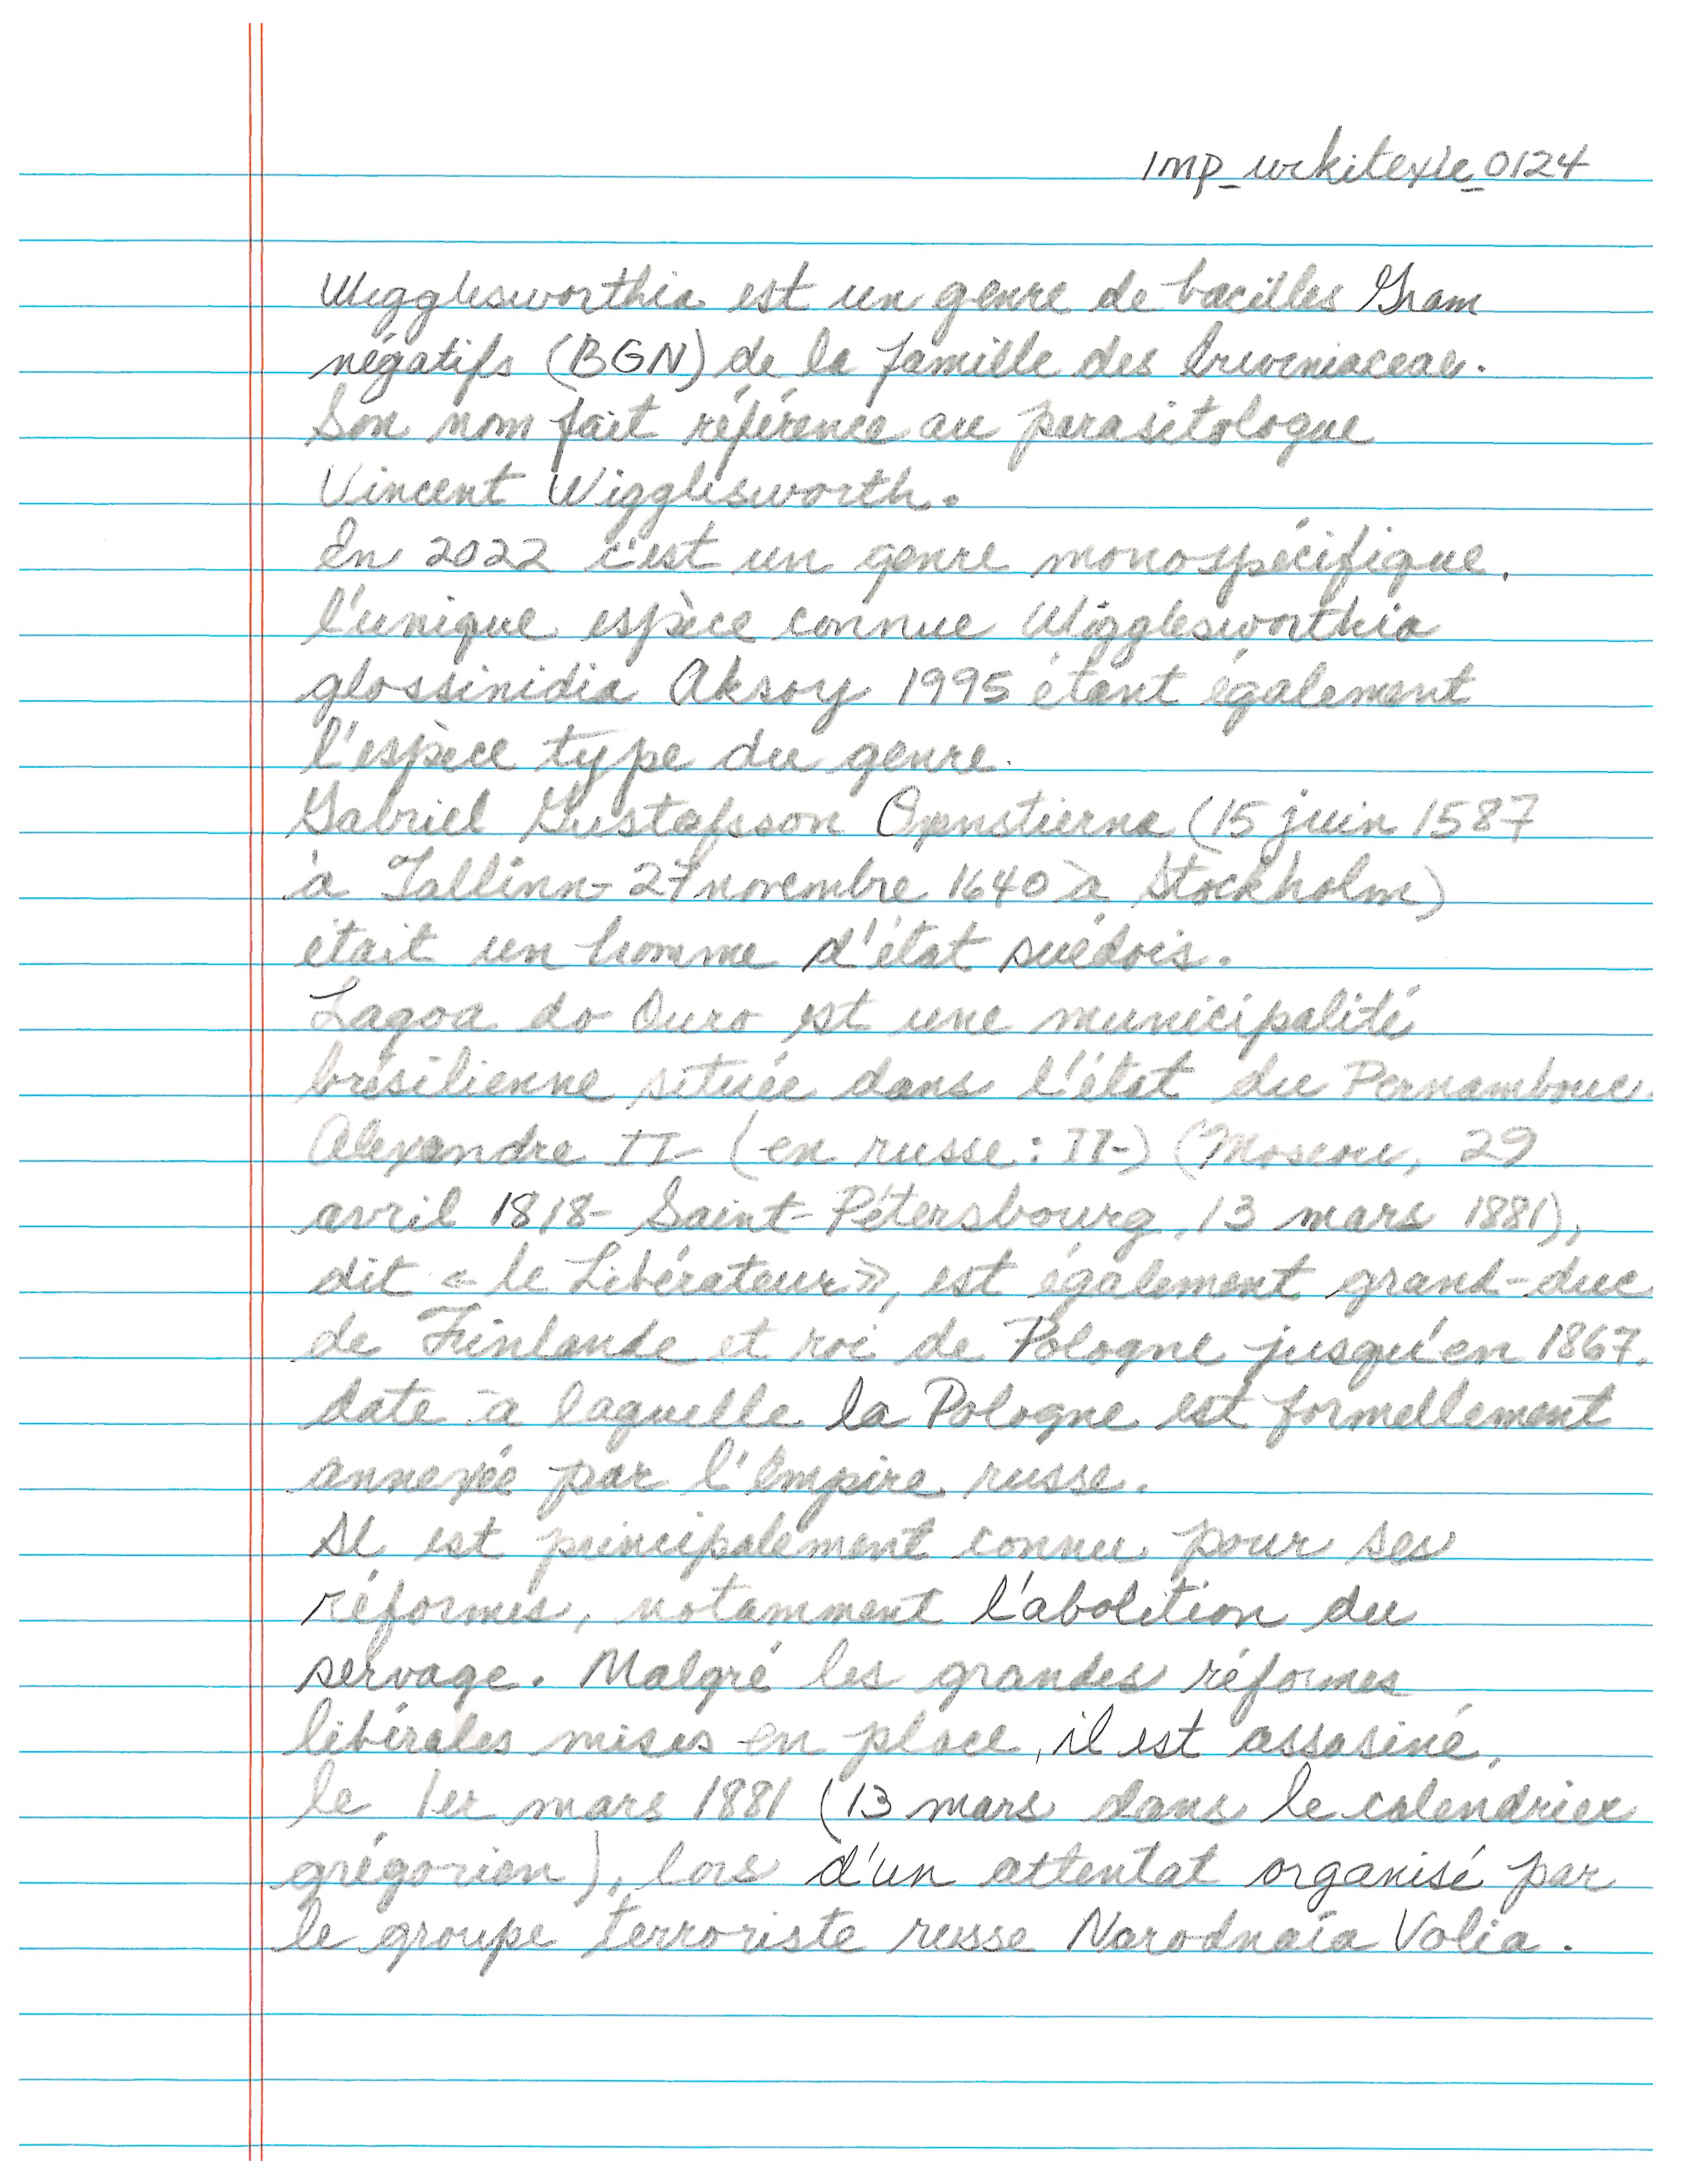 imp_wikitexte_0124
Wigglesworthia est un genre de bacilles Gram
négatifs (BGN) de la famille des
Son nom fait référence au parasitologue
Vincent Wigglesworth.
En 2022 c'est un genre monospécifique.
l'unique espèce connue Wigglesworthia
glossinidia Aksoy 1995 étant également
l'espèce type du genre.
Gabriel Gustafsson (15 juin 1587
à Tallinn - 27 novembre 1640 à Stockholm)
était un homme d'état suédois.
Lagoa do Ouro est une municipalité
brésilienne située dans l'état du Pernambouc.
Alexandre II (en russe : II-) (Moscou, 29
avril 1818 - Saint-Pétersbourg, 13 mars 1881),
dit « le Libérateur », est également grand-duc
de Finlande et roi de Pologne jusqu'en 1867.
date à laquelle la Pologne est formellement
annexée par l'Empire russe.
Il est principalement connu pour ses
réformes, notamment l'abolition du
servage. Malgré les grandes réformes
libérales mises en place, il est assasiné,
le 1er mars 1881 (13 mars dans le calendrier
grégorien), lors d'un attentat organisé par
le groupe terroriste russe Narodnaïa Volia.